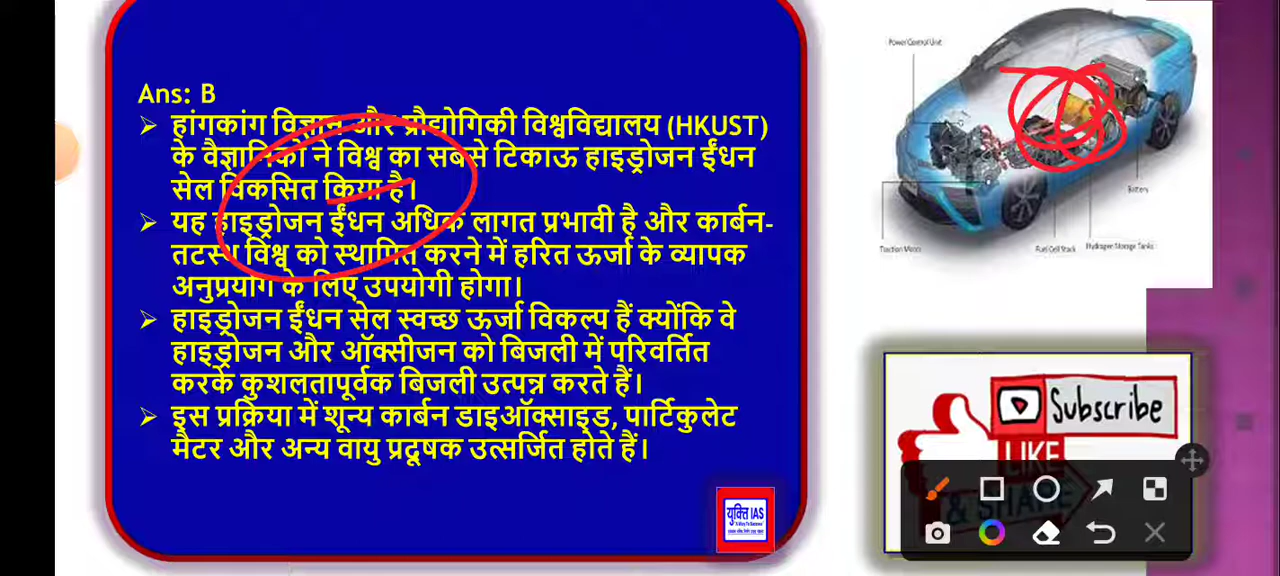 Ans: B
हांगकांग विज्ञान और प्रौद्योगिकी विश्वविद्यालय (HKUST)
के वैज्ञानिकों ने विश्व का सबसे टिकाऊ हाइड्रोजन ईंधन
सेल विकसित किया है।
यह हाइड्रोजन ईंधन अधिक लागत प्रभावी है और कार्बन-
तटस्थ विश्व को स्थापित करने में हरित ऊर्जा के व्यापक
अनुप्रयोग के लिए उपयोगी होगा।
हाइड्रोजन ईंधन सेल स्वच्छ ऊर्जा विकल्प हैं क्योंकि वे
हाइड्रोजन और ऑक्सीजन को बिजली में परिवर्तित
करके कुशलतापूर्वक बिजली उत्पन्न करते हैं।
इस प्रक्रिया में शून्य कार्बन डाइऑक्साइड, पार्टिकुलेट
मैटर और अन्य वायु प्रदूषक उत्सर्जित होते हैं।
युक्ति IAS
Power Control Unit
Battery
Traction Motor
Fuel Cell Stack
Hydrogen Storage Tanks
Subscribe
LIKE
& SHARE